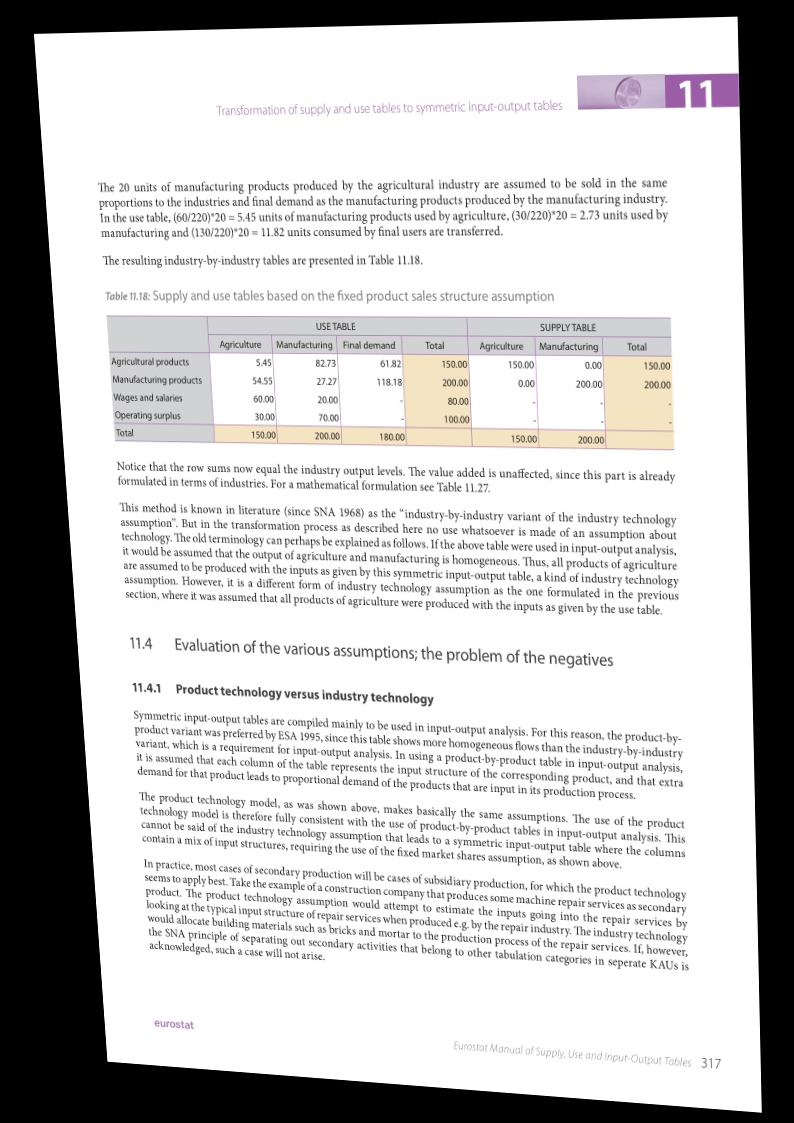 Transformation of supply and use tables to symmetric input-output tables
11
The 20 units of manufacturing products produced by the agricultural industry are assumed to be sold in the same
proportions to the industries and final demand as the manufacturing products produced by the manufacturing industry.
In the use table, (60/220)*20 = 5.45 units of manufacturing products used by agriculture, (30/220)*20 = 2.73 units used by
manufacturing and (130/220)*20 = 11.82 units consumed by final users are transferred.
The resulting industry-by-industry tables are presented in Table 11.18.
Table 11.18: Supply and use tables based on the fixed product sales structure assumption
USE TABLE SUPPLY TABLE
Agriculture Manufacturing Final demand Total Agriculture Manufacturing Total
Agricultural products 5.45 82.73 61.82 150.00 150.00 0.00 150.00
Manufacturing products 54.55 27.27 118.18 200.00 0.00 200.00 200.00
Wages and salaries 60.00 20.00 - 80.00 - - -
Operating surplus 30.00 70.00 - 100.00 - - -
Total 150.00 200.00 180.00 150.00 200.00
Notice that the row sums now equal the industry output levels. The value added is unaffected, since this part is already
formulated in terms of industries. For a mathematical formulation see Table 11.27.
This method is known in literature (since SNA 1968) as the “industry-by-industry variant of the industry technology
assumption”. But in the transformation process as described here no use whatsoever is made of an assumption about
technology. The old terminology can perhaps be explained as follows. If the above table were used in input-output analysis,
it would be assumed that the output of agriculture and manufacturing is homogeneous. Thus, all products of agriculture
are assumed to be produced with the inputs as given by this symmetric input-output table, a kind of industry technology
assumption. However, it is a different form of industry technology assumption as the one formulated in the previous
section, where it was assumed that all products of agriculture were produced with the inputs as given by the use table.
11.4 Evaluation of the various assumptions; the problem of the negatives
11.4.1 Product technology versus industry technology
Symmetric input-output tables are compiled mainly to be used in input-output analysis. For this reason, the product-by-
product variant was preferred by ESA 1995, since this table shows more homogeneous flows than the industry-by-industry
variant, which is a requirement for input-output analysis. In using a product-by-product table in input-output analysis,
it is assumed that each column of the table represents the input structure of the corresponding product, and that extra
demand for that product leads to proportional demand of the products that are input in its production process.
The product technology model, as was shown above, makes basically the same assumptions. The use of the product
technology model is therefore fully consistent with the use of product-by-product tables in input-output analysis. This
cannot be said of the industry technology assumption that leads to a symmetric input-output table where the columns
contain a mix of input structures, requiring the use of the fixed market shares assumption, as shown above.
In practice, most cases of secondary production will be cases of subsidiary production, for which the product technology
seems to apply best. Take the example of a construction company that produces some machine repair services as secondary
product. The product technology assumption would attempt to estimate the inputs going into the repair services by
looking at the typical input structure of repair services when produced e.g. by the repair industry. The industry technology
would allocate building materials such as bricks and mortar to the production process of the repair services. If, however,
the SNA principle of separating out secondary activities that belong to other tabulation categories in seperate KAUs is
acknowledged, such a case will not arise.
eurostat
Eurostat Manual of Supply, Use and Input-Output Tables 317